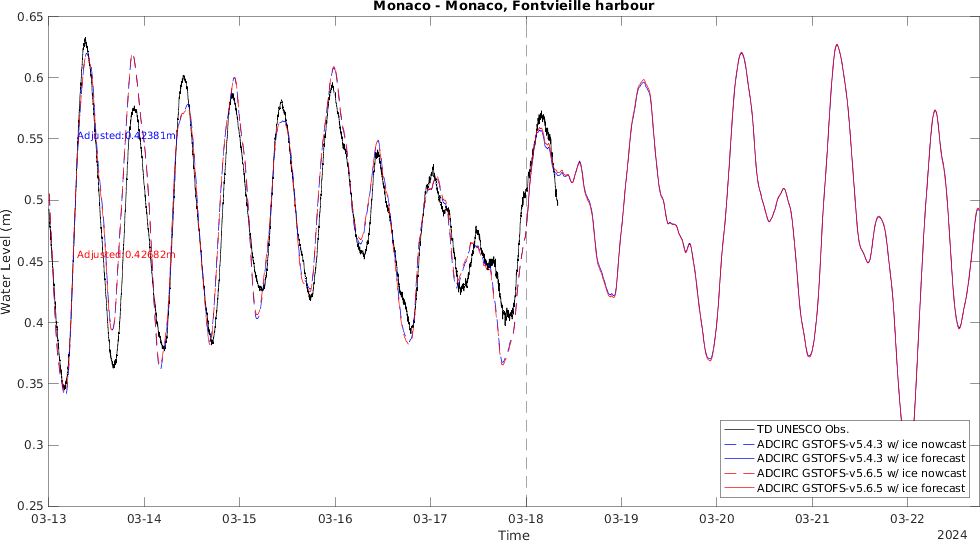 Monaco - Monaco, Fontvieille harbour
0.65
0.6
0.55
0.5
0.45
0.4
0.35
0.3
0.25
Water Level (m)
Adjusted:0.42381m
Adjusted:0.42682m
TD UNESCO Obs.
ADCIRC GSTOFS-v5.4.3 w/ ice nowcast
ADCIRC GSTOFS-v5.4.3 w/ ice forecast
ADCIRC GSTOFS-v5.6.5 w/ ice nowcast
ADCIRC GSTOFS-v5.6.5 w/ ice forecast
03-13 03-14 03-15 03-16 03-17 03-18 03-19 03-20 03-21 03-22
Time
2024